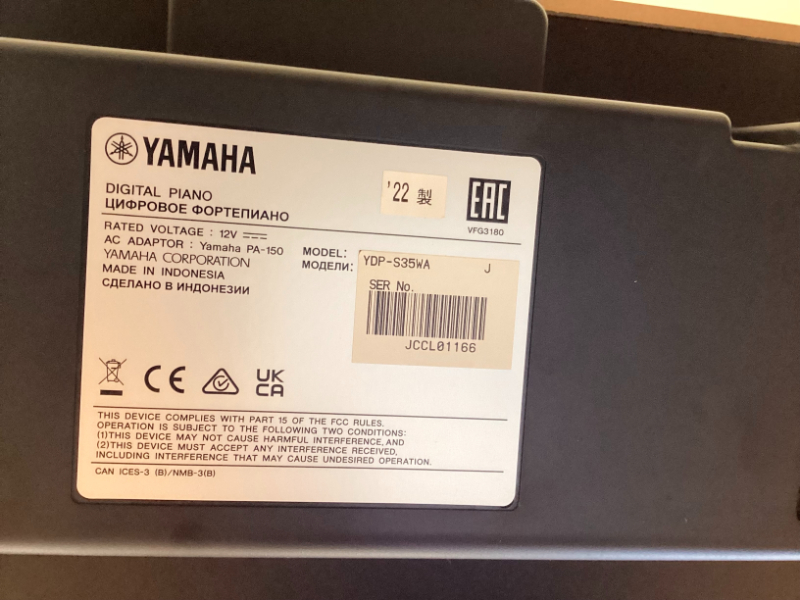 YAMAHA
DIGITAL PIANO
ЦИФРОВОЕ ФОРТЕПИАНО
'22 製
EAC
VFG3180
RATED VOLTAGE : 12V
AC ADAPTOR : Yamaha PA-150
YAMAHA CORPORATION
MADE IN INDONESIA
СДЕЛАНО В ИНДОНЕЗИИ
MODEL:
МОДЕЛИ:
YDP-S35WA J
SER No.
JCCL01166
CE
UK
CA
THIS DEVICE COMPLIES WITH PART 15 OF THE FCC RULES.
OPERATION IS SUBJECT TO THE FOLLOWING TWO CONDITIONS:
(1)THIS DEVICE MAY NOT CAUSE HARMFUL INTERFERENCE,AND
(2)THIS DEVICE MUST ACCEPT ANY INTERFERENCE RECEIVED,
INCLUDING INTERFERENCE THAT MAY CAUSE UNDESIRED OPERATION.
CAN ICES-3 (B)/NMB-3(B)